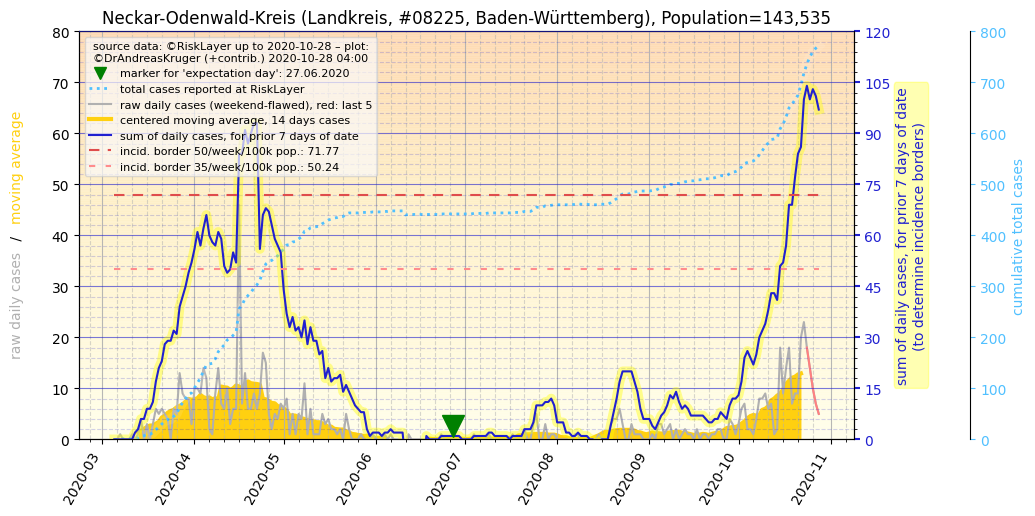 Neckar-Odenwald-Kreis (Landkreis, #08225, Baden-Württemberg), Population=143,535
source data: ©RiskLayer up to 2020-10-28 – plot:
©DrAndreasKruger (+contrib.) 2020-10-28 04:00
marker for 'expectation day': 27.06.2020
total cases reported at RiskLayer
raw daily cases (weekend-flawed), red: last 5
centered moving average, 14 days cases
sum of daily cases, for prior 7 days of date
incid. border 50/week/100k pop.: 71.77
incid. border 35/week/100k pop.: 50.24
raw daily cases / moving average
80
70
60
50
40
30
20
10
0
120
105
90
75
60
45
30
15
0
sum of daily cases, for prior 7 days of date
(to determine incidence borders)
800
700
600
500
400
300
200
100
0
cumulative total cases
2020-03
2020-04
2020-05
2020-06
2020-07
2020-08
2020-09
2020-10
2020-11